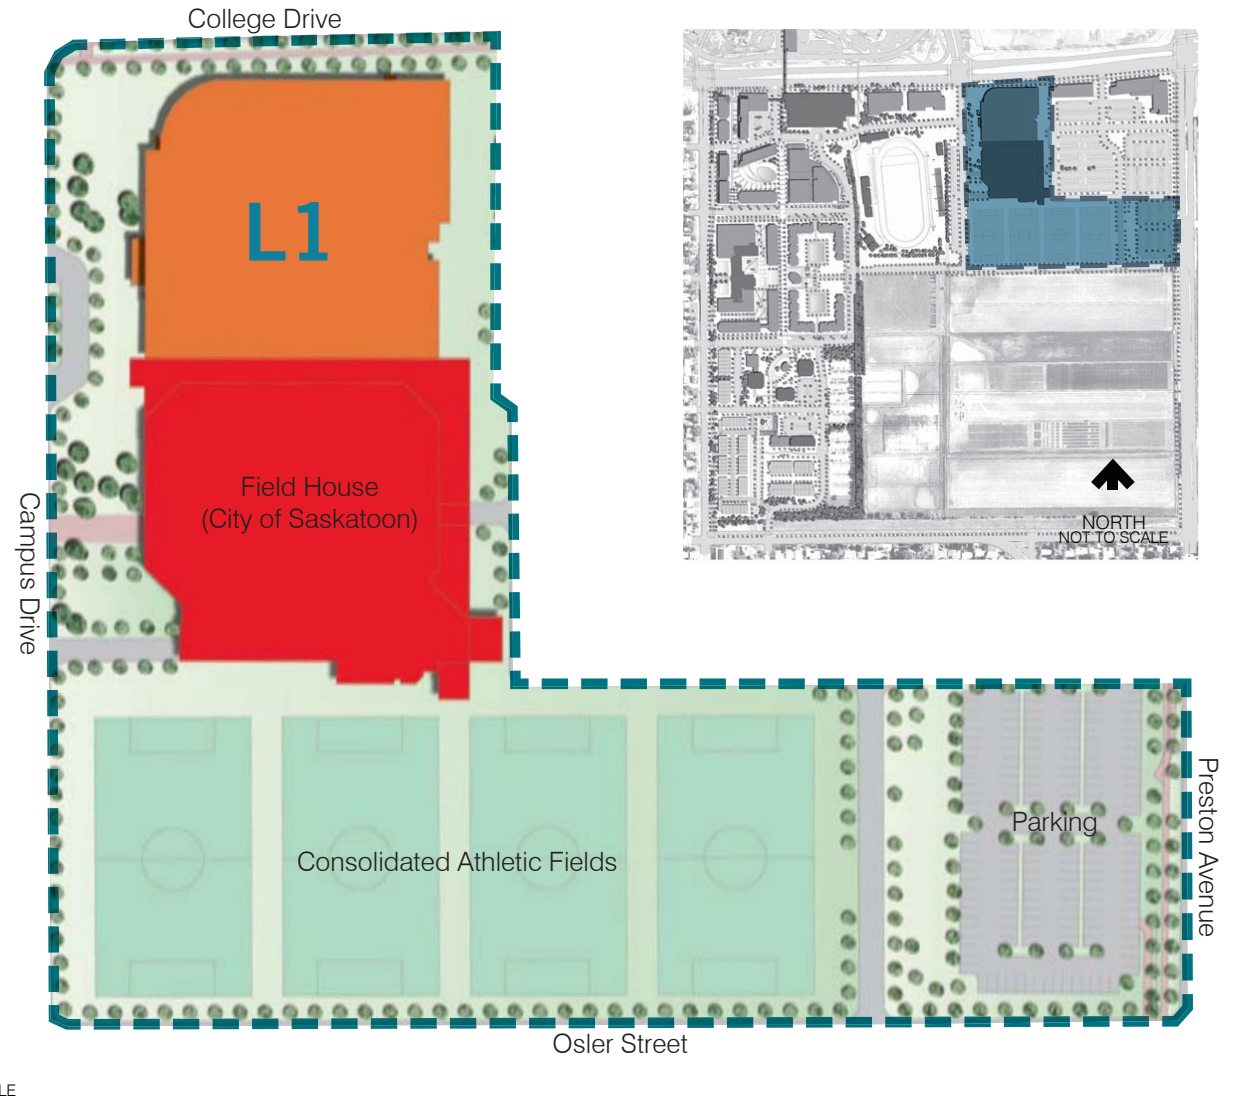 College Drive
L1
Field House
(City of Saskatoon)
Campus Drive
NORTH
NOT TO SCALE
Parking
Consolidated Athletic Fields
Preston Avenue
Osler Street
LE